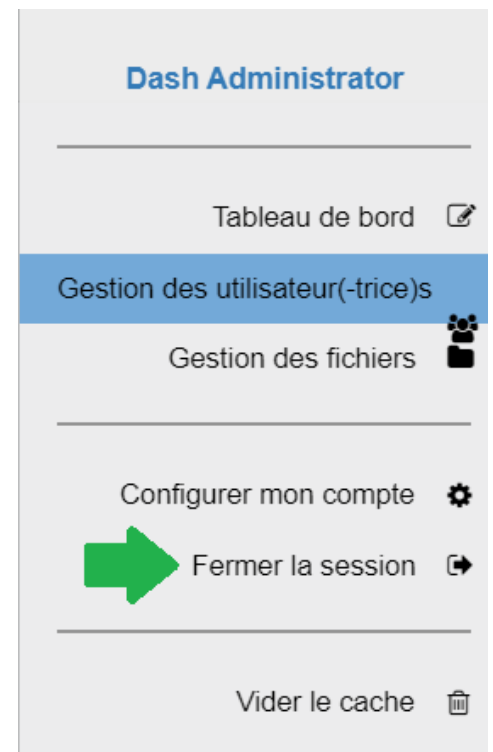 Dash Administrator
Tableau de bord
Gestion des utilisateur(-trice)s
Gestion des fichiers
Configurer mon compte
Fermer la session
Vider le cache